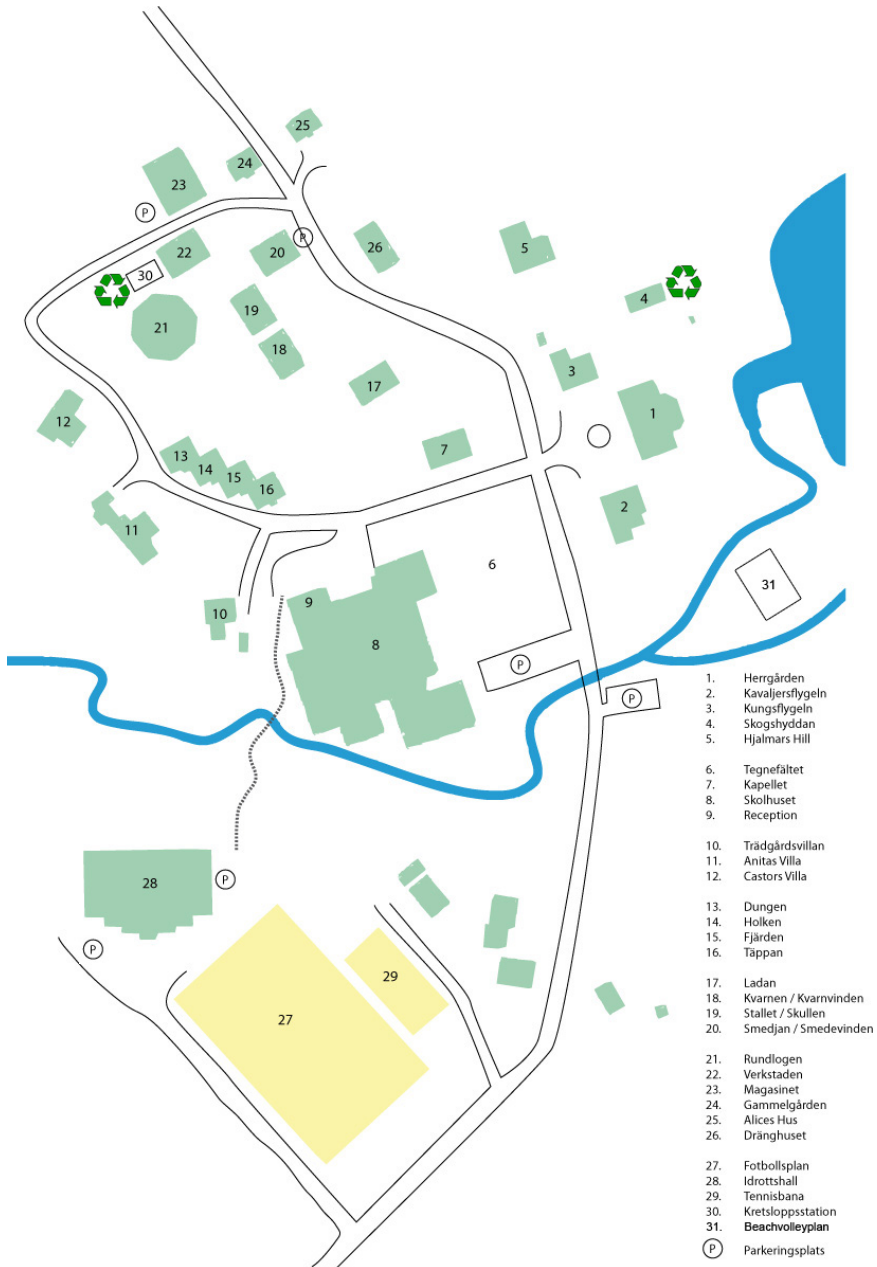 25
24
23
P
P
22
20
26
5
30
4
19
21
18
17
3
12
1
7
13
14
15
16
2
11
6
31
9
10
8
P
P
28
P
P
29
27
1. Herrgården
2. Kavaljersflygeln
3. Kungsflygeln
4. Skogshyddan
5. Hjalmars Hill
6. Tegnefältet
7. Kapellet
8. Skolhuset
9. Reception
10. Trädgårdsvillan
11. Anitas Villa
12. Castors Villa
13. Dungen
14. Holken
15. Fjärden
16. Täppan
17. Ladan
18. Kvarnen / Kvarnvinden
19. Stallet / Skullen
20. Smedjan / Smedevinden
21. Rundlogen
22. Verkstaden
23. Magasinet
24. Gammelgården
25. Alices Hus
26. Dränghuset
27. Fotbollsplan
28. Idrottshall
29. Tennisbana
30. Kretsloppsstation
31. Beachvolleyplan
P Parkeringsplats